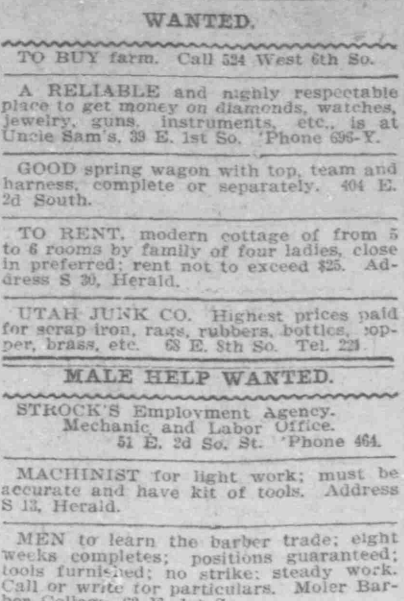 WANTED.
TO BUY farm. Call 524 West 6th So.
A RELIABLE and highly respectable
place to get money on diamonds, watches,
jewelry, guns, instruments, etc., is at
Uncle Sam's, 39 E. 1st So. 'Phone 696-Y.
GOOD spring wagon with top, team and
harness, complete or separately. 404 E.
2d South.
TO RENT, modern cottage of from 5
to 6 rooms by family of four ladies, close
in preferred; rent not to exceed $25. Ad-
dress S 30, Herald.
UTAH JUNK CO. Highest prices paid
for scrap iron, rags, rubbers, bottles, cop-
per, brass, etc. 68 E. 8th So. Tel. 221.
MALE HELP WANTED.
STROCK'S Employment Agency.
Mechanic and Labor Office.
51 E. 2d So. St. 'Phone 464.
MACHINIST for light work; must be
accurate and have kit of tools. Address
S 13, Herald.
MEN to learn the barber trade; eight
weeks completes; positions guaranteed;
tools furnished; no strike; steady work.
Call or write for particulars. Moler Bar-